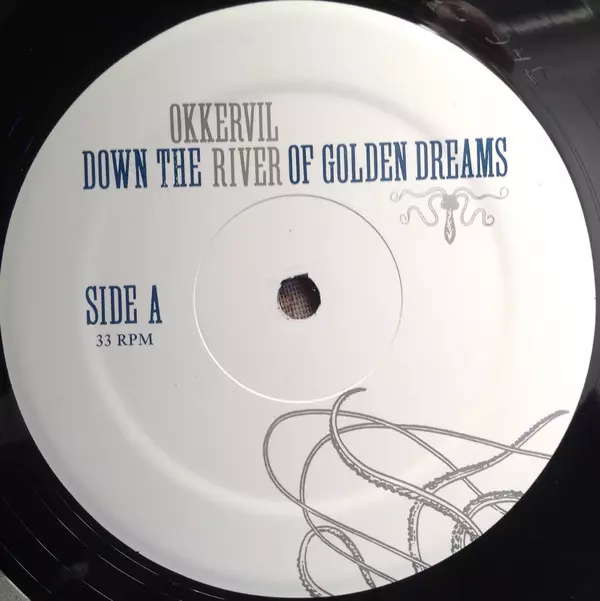 OKKERVIL
DOWN THE RIVER OF GOLDEN DREAMS
SIDE A
33 RPM